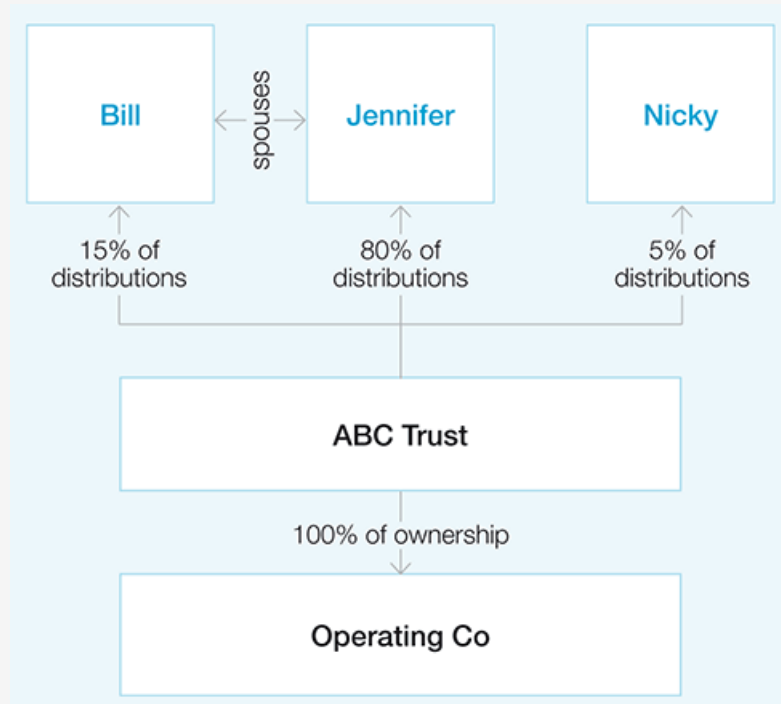 Bill
spouses
Jennifer
Nicky
15% of
distributions
80% of
distributions
5% of
distributions
ABC Trust
100% of ownership
Operating Co